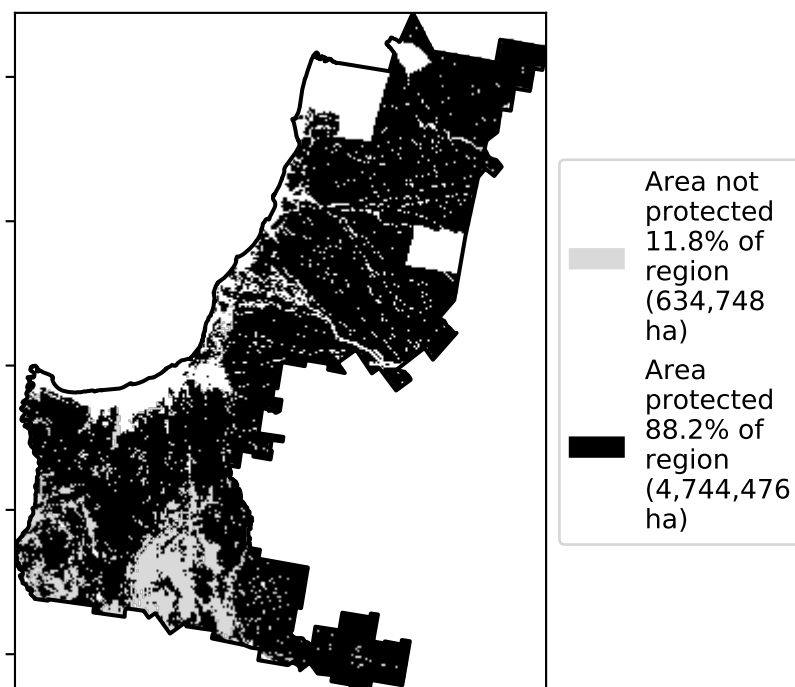 Area not
protected
11.8% of
region
(634,748
ha)
Area
protected
88.2% of
region
(4,744,476
ha)